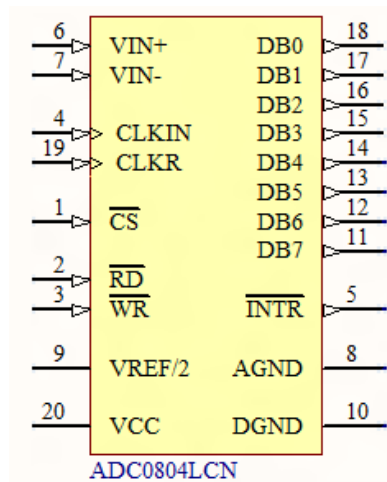 6 VIN+ DB0 18
7 VIN- DB1 17
DB2 16
4 CLKIN DB3 15
19 CLKR DB4 14
DB5 13
1 CS DB6 12
DB7 11
2 RD
3 WR INTR 5
9 VREF/2 AGND 8
20 VCC DGND 10
ADC0804LCN